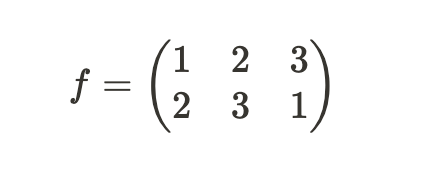 f = (1 2 3
2 3 1)